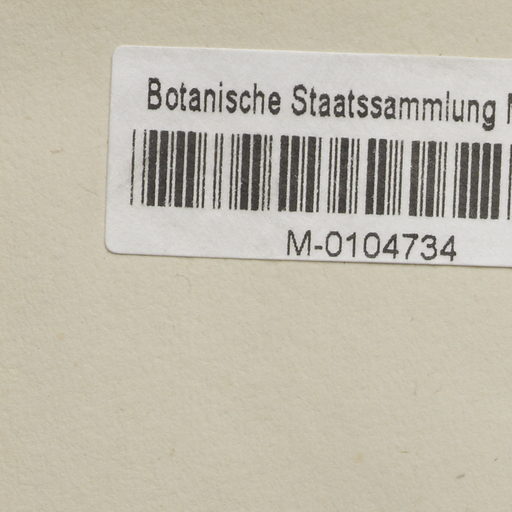 Botanische Staatssammlung
M-0104734